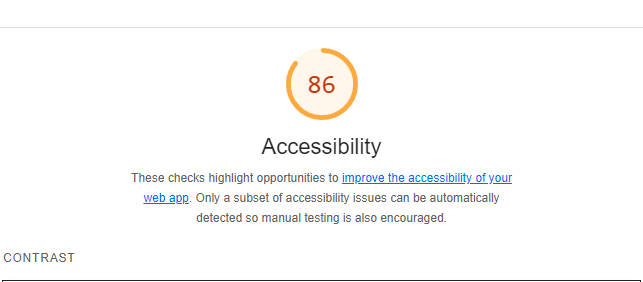 86
Accessibility
These checks highlight opportunities to improve the accessibility of your
web app. Only a subset of accessibility issues can be automatically
detected so manual testing is also encouraged.
CONTRAST